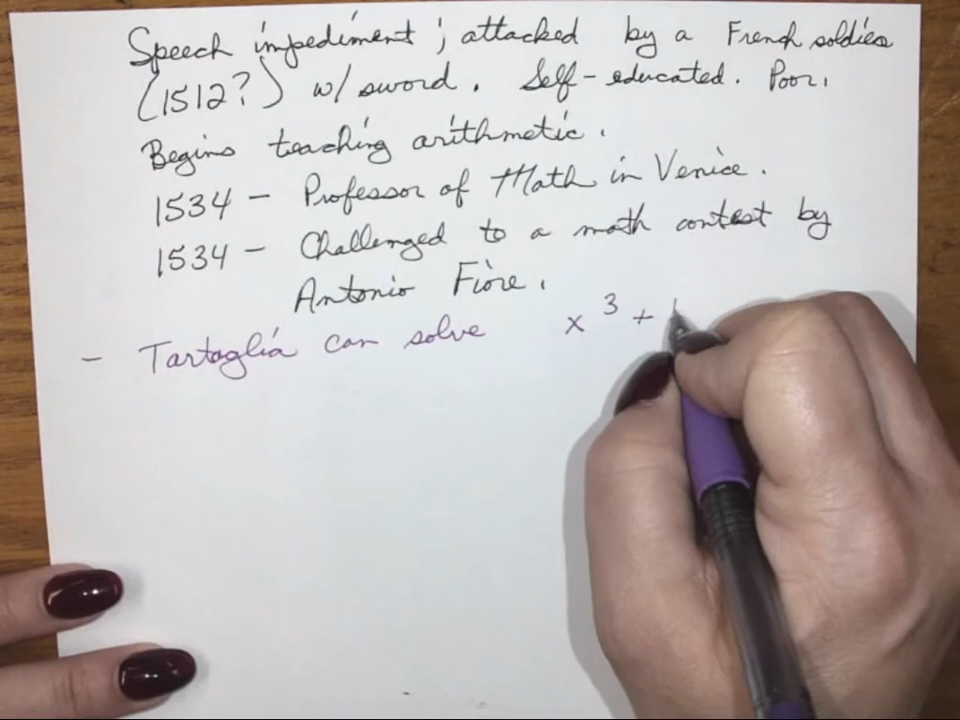 Speech impediment; attacked by a French soldier
(1512?) w/ sword. Self-educated. Poor.
Begins teaching arithmetic.
1534 - Professor of Math in Venice.
1534 - Challenged to a math contest by
Antonio Fiore.
- Tartaglia can solve x³ +